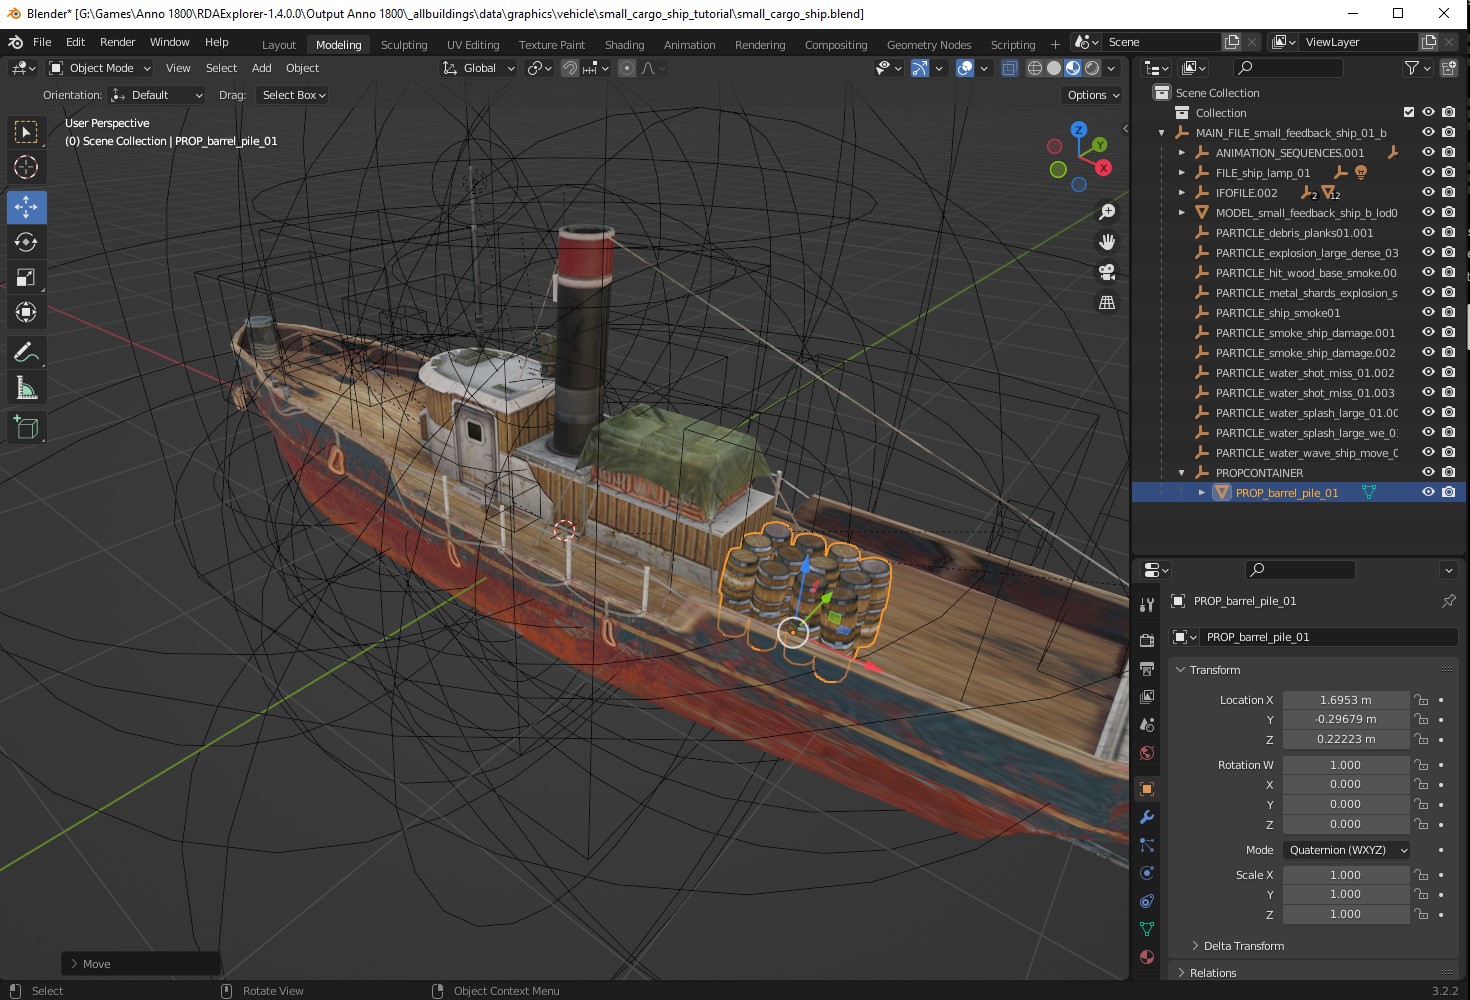 Blender* [G:\Games\Anno 1800\RDAExplorer-1.4.0.0\Output Anno 1800\_allbuildings\data\graphics\vehicle\small_cargo_ship_tutorial\small_cargo_ship.blend]
File Edit Render Window Help Layout Modeling Sculpting UV Editing Texture Paint Shading Animation Rendering Compositing Geometry Nodes Scripting + Scene ViewLayer
Object Mode View Select Add Object Global
Orientation: Default Drag: Select Box Options
User Perspective
(0) Scene Collection | PROP_barrel_pile_01
Z
Y
X
Scene Collection
Collection
MAIN_FILE_small_feedback_ship_01_b
ANIMATION_SEQUENCES.001
FILE_ship_lamp_01
IFOFILE.002 2 12
MODEL_small_feedback_ship_b_lod0
PARTICLE_debris_planks01.001
PARTICLE_explosion_large_dense_03
PARTICLE_hit_wood_base_smoke.00
PARTICLE_metal_shards_explosion_s
PARTICLE_ship_smoke01
PARTICLE_smoke_ship_damage.001
PARTICLE_smoke_ship_damage.002
PARTICLE_water_shot_miss_01.002
PARTICLE_water_shot_miss_01.003
PARTICLE_water_splash_large_01.00
PARTICLE_water_splash_large_we_0
PARTICLE_water_wave_ship_move_0
PROPCONTAINER
PROP_barrel_pile_01
PROP_barrel_pile_01
PROP_barrel_pile_01
Transform
Location X 1.6953 m
Y -0.29679 m
Z 0.22223 m
Rotation W 1.000
X 0.000
Y 0.000
Z 0.000
Mode Quaternion (WXYZ)
Scale X 1.000
Y 1.000
Z 1.000
Delta Transform
Relations
Move
Select Rotate View Object Context Menu 3.2.2